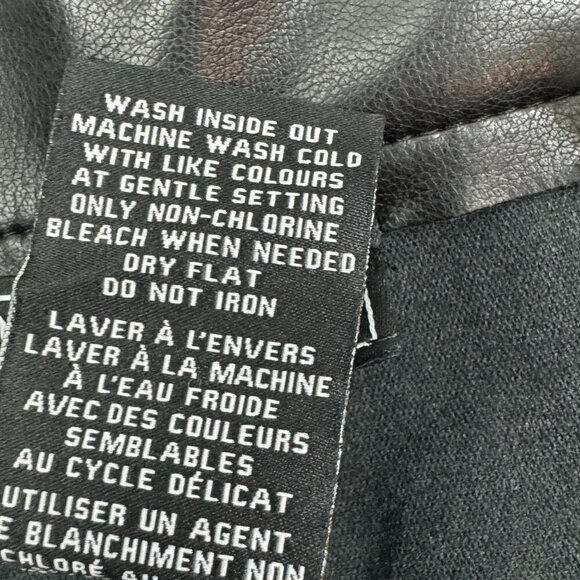 WASH INSIDE OUT
MACHINE WASH COLD
WITH LIKE COLOURS
AT GENTLE SETTING
ONLY NON-CHLORINE
BLEACH WHEN NEEDED
DRY FLAT
DO NOT IRON
LAVER À L'ENVERS
LAVER À LA MACHINE
À L'EAU FROIDE
AVEC DES COULEURS
SEMBLABLES
AU CYCLE DÉLICAT
UTILISER UN AGENT
BLANCHIMENT NON
CHLORÉ AU